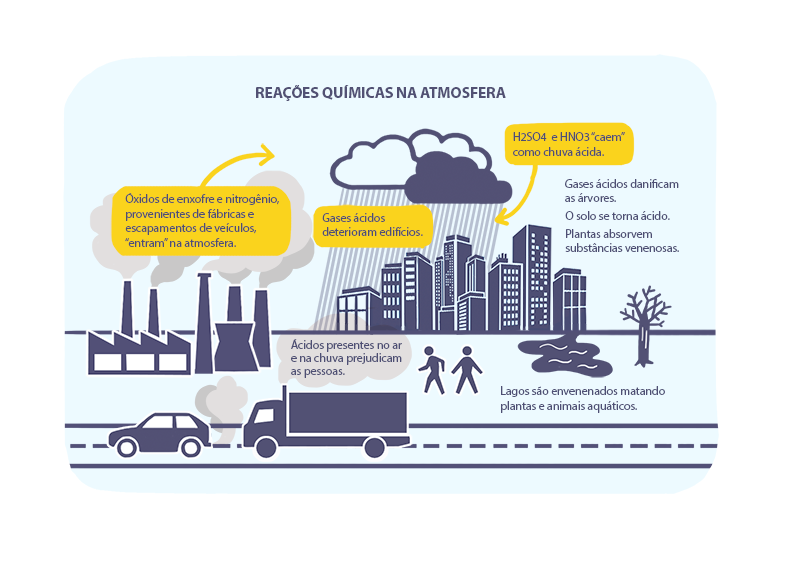 REAÇÕES QUÍMICAS NA ATMOSFERA
H2SO4 e HNO3 “caem”
como chuva ácida.
Gases ácidos danificam
as árvores.
O solo se torna ácido.
Plantas absorvem
substâncias venenosas.
Óxidos de enxofre e nitrogênio,
provenientes de fábricas e
escapamentos de veículos,
“entram” na atmosfera.
Gases ácidos
deterioram edifícios.
Ácidos presentes no ar
e na chuva prejudicam
as pessoas.
Lagos são envenenados matando
plantas e animais aquáticos.